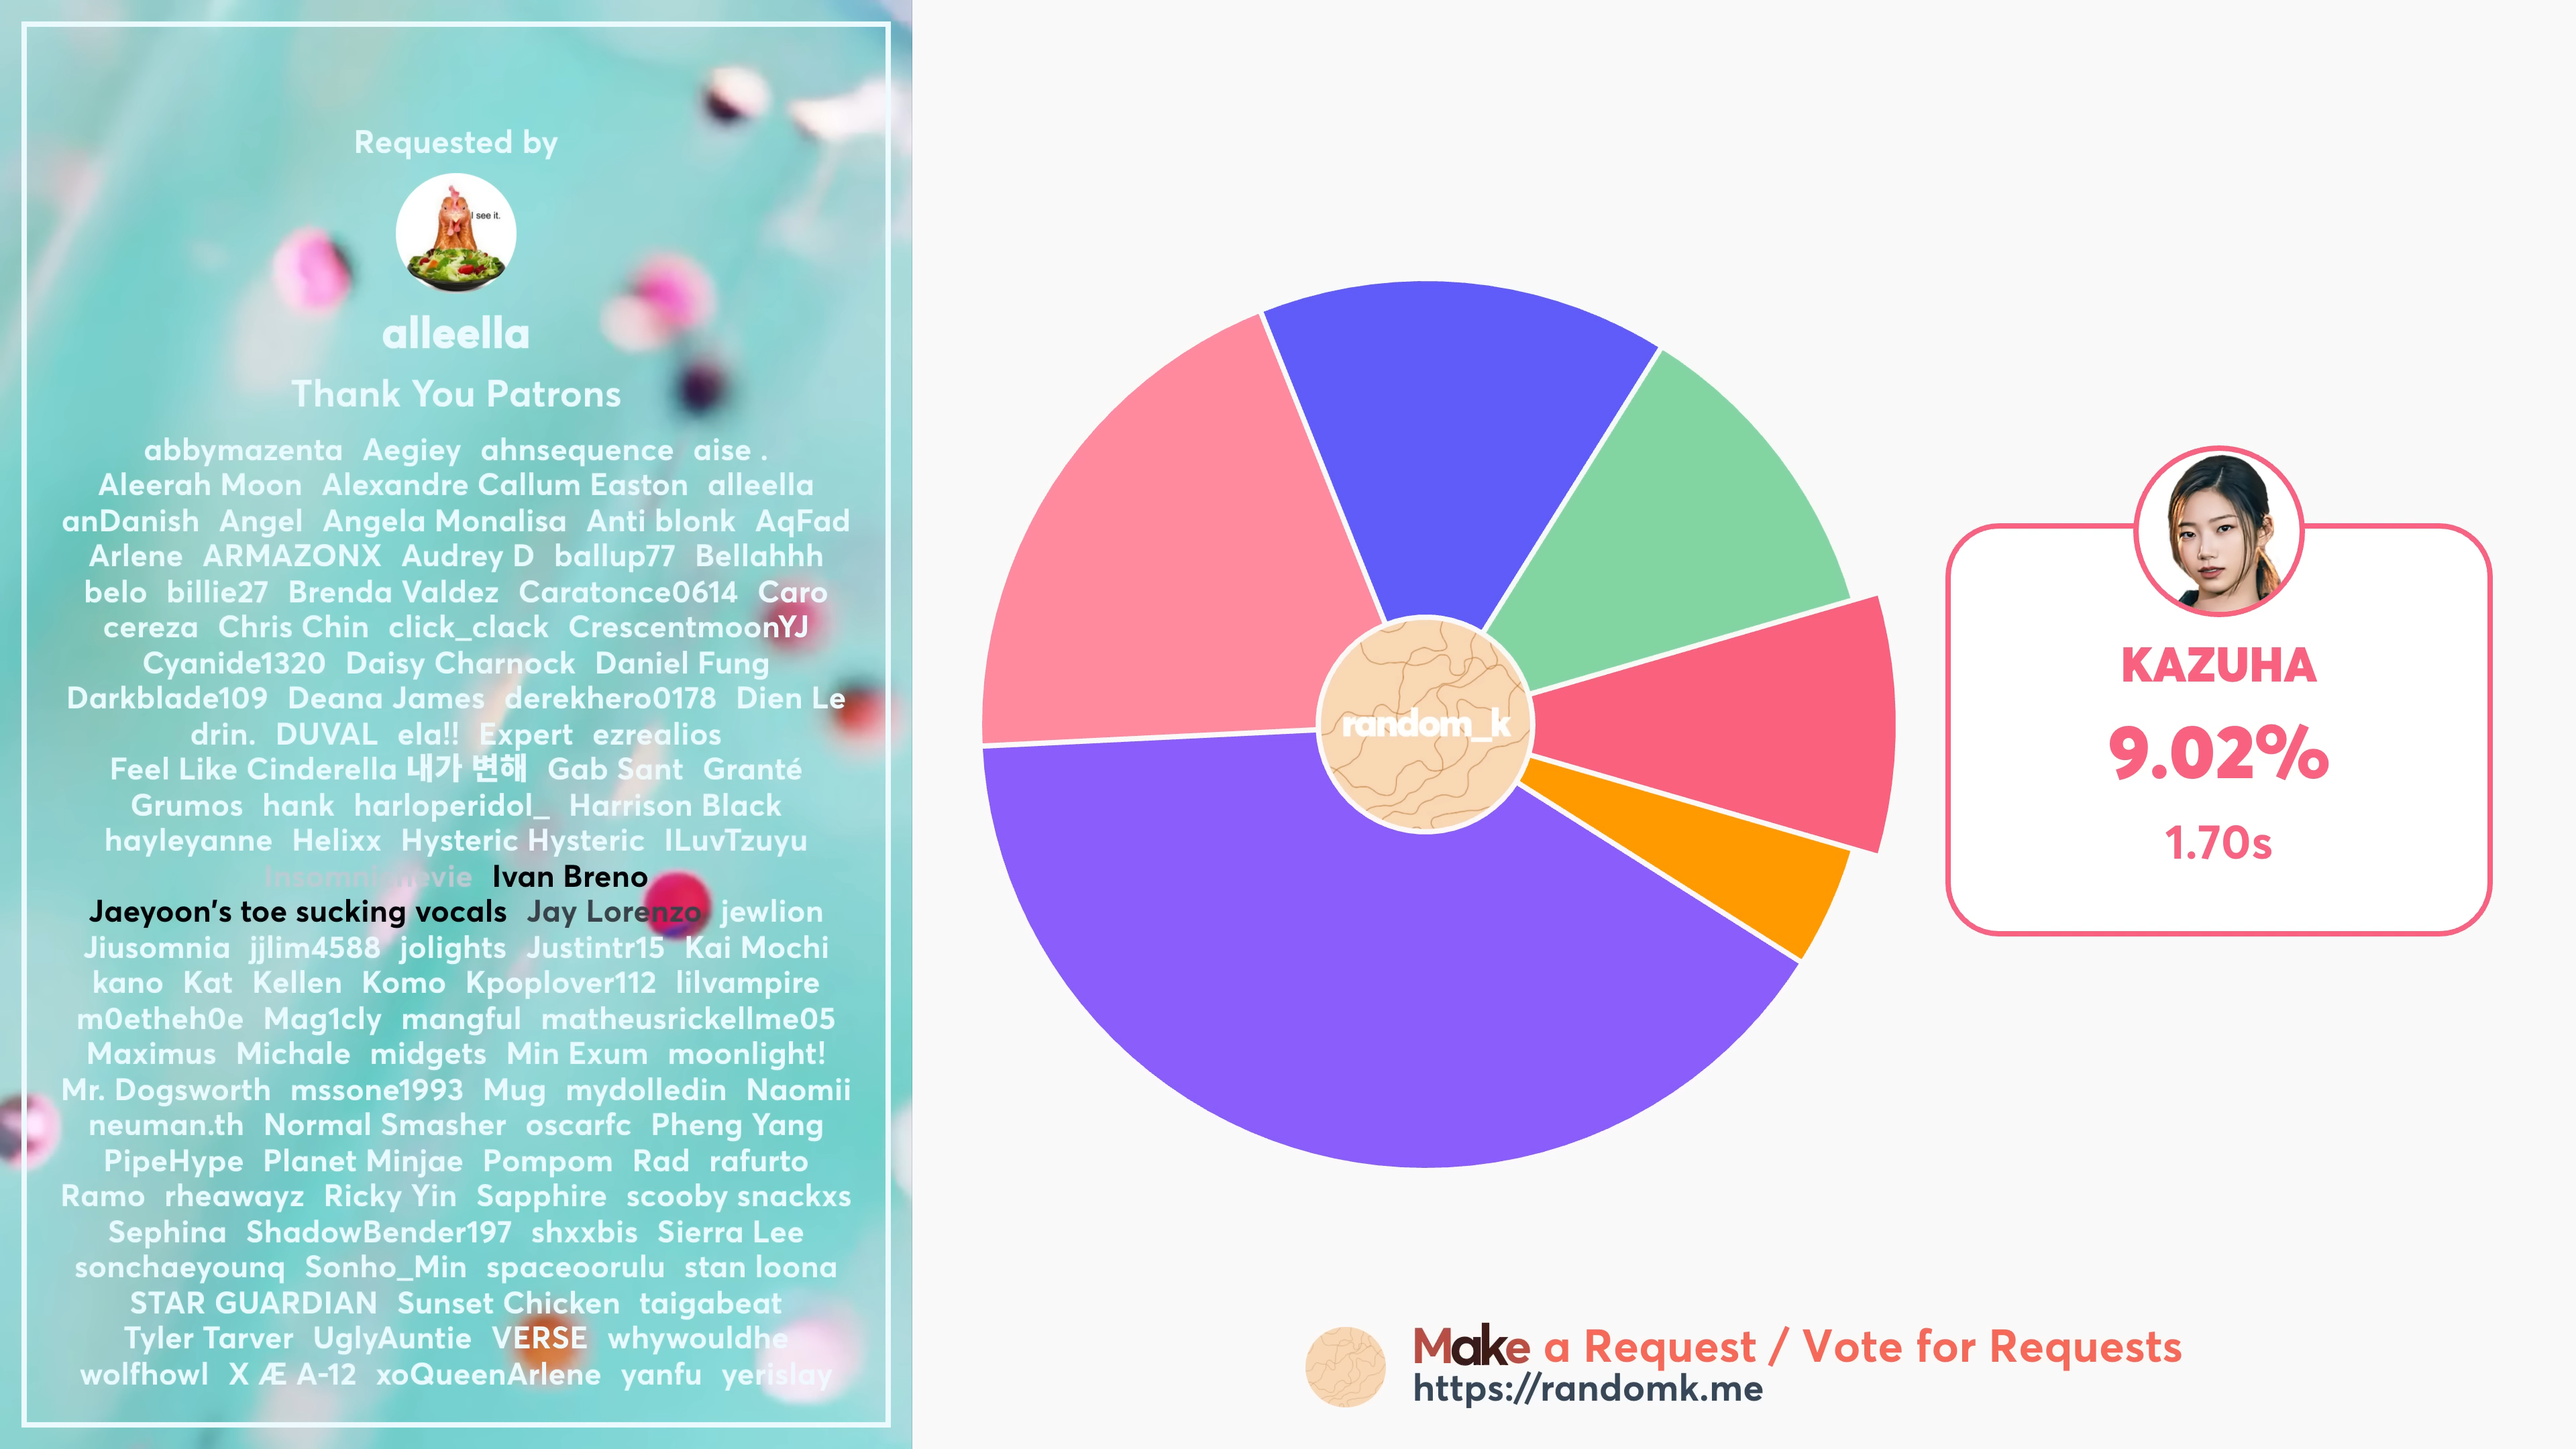 Requested by
I see it.
alleella
Thank You Patrons
abbymazenta Aegiey ahnsequence aise .
Aleerah Moon Alexandre Callum Easton alleella
anDanish Angel Angela Monalisa Anti blonk AqFad
Arlene ARMAZONX Audrey D ballup77 Bellahhh
belo billie27 Brenda Valdez Caratonce0614 Caro
cereza Chris Chin click_clack CrescentmoonYJ
Cyanide1320 Daisy Charnock Daniel Fung
Darkblade109 Deana James derekhero0178 Dien Le
drin. DUVAL ela!! Expert ezrealios
Feel Like Cinderella 내가 변해 Gab Sant Granté
Grumos hank harloperidol_ Harrison Black
hayleyanne Helixx Hysteric Hysteric ILuvTzuyu
Ivan Breno
Jaeyoon's toe sucking vocals Jay Lorenzo jewlion
Jiusomnia jjlim4588 jolights Justintr15 Kai Mochi
kano Kat Kellen Komo Kpoplover112 lilvampire
m0etheh0e Mag1cly mangful matheusrickellme05
Maximus Michale midgets Min Exum moonlight!
Mr. Dogsworth mssone1993 Mug mydolledin Naomii
neuman.th Normal Smasher oscarfc Pheng Yang
PipeHype Planet Minjae Pompom Rad rafurto
Ramo rheawayz Ricky Yin Sapphire scooby snackxs
Sephina ShadowBender197 shxxbis Sierra Lee
sonchaeyounq Sonho_Min spaceoorulu stan loona
STAR GUARDIAN Sunset Chicken taigabeat
Tyler Tarver UglyAuntie VERSE whywouldhe
wolfhowl X Æ A-12 xoQueenArlene yanfu yerislay
random_k
KAZUHA
9.02%
1.70s
Make a Request / Vote for Requests
https://randomk.me